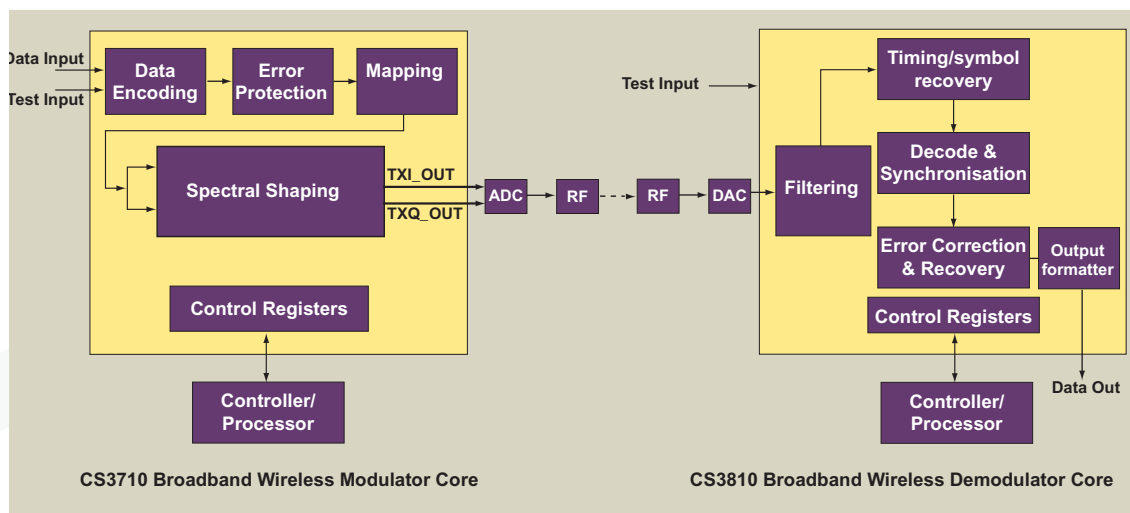 Data Input
Test Input
Data
Encoding
Error
Protection
Mapping
Spectral Shaping
TXI_OUT
TXQ_OUT
ADC
RF
RF
DAC
Control Registers
Controller/
Processor
CS3710 Broadband Wireless Modulator Core
Test Input
Filtering
Timing/symbol
recovery
Decode &
Synchronisation
Error Correction
& Recovery
Output
formatter
Control Registers
Data Out
Controller/
Processor
CS3810 Broadband Wireless Demodulator Core